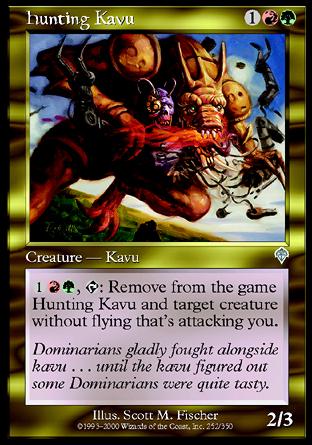 Hunting Kavu 1
Creature — Kavu
1 , : Remove from the game
Hunting Kavu and target creature
without flying that's attacking you.
Dominarians gladly fought alongside
kavu . . . until the kavu figured out
some Dominarians were quite tasty.
Illus. Scott M. Fischer
©1993–2000 Wizards of the Coast, Inc. 252/350
2/3